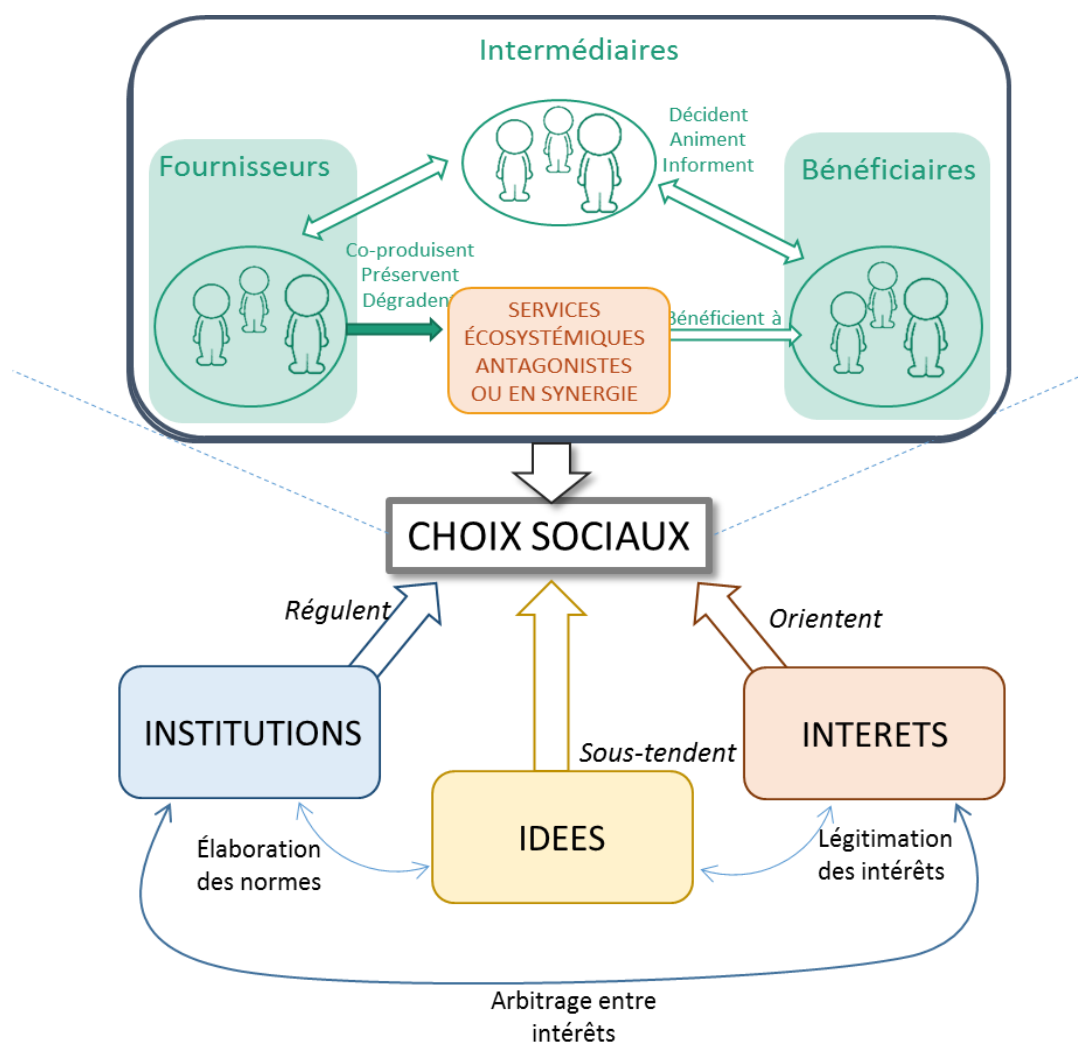 Intermédiaires
Décident
Animent
Informent
Fournisseurs
Bénéficiaires
Co-produisent
Préservent
Dégradent
SERVICES
ÉCOSYSTÉMIQUES
ANTAGONISTES
OU EN SYNERGIE
Bénéficient à
CHOIX SOCIAUX
Régulent
Orientent
INSTITUTIONS
INTERETS
Sous-tendent
IDEES
Élaboration
des normes
Légitimation
des intérêts
Arbitrage entre
intérêts